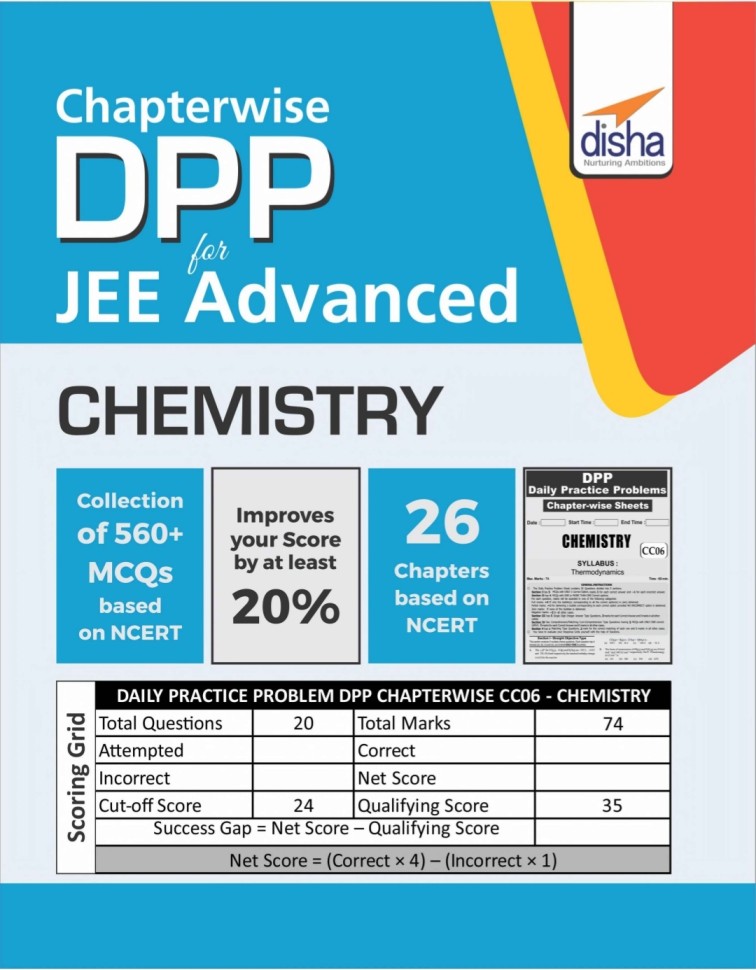 Chapterwise
DPP
for
JEE Advanced
disha
Nurturing Ambitions
CHEMISTRY
Collection
of 560+
MCQs
based
on NCERT
Improves
your Score
by at least
20%
26
Chapters
based on
NCERT
DPP
Daily Practice Problems
Chapter-wise Sheets
Date : Start Time : End Time :
CHEMISTRY
CC06
SYLLABUS :
Thermodynamics
Scoring Grid
DAILY PRACTICE PROBLEM DPP CHAPTERWISE CC06 - CHEMISTRY
Total Questions 20 Total Marks 74
Attempted Correct
Incorrect Net Score
Cut-off Score 24 Qualifying Score 35
Success Gap = Net Score – Qualifying Score
Net Score = (Correct × 4) – (Incorrect × 1)